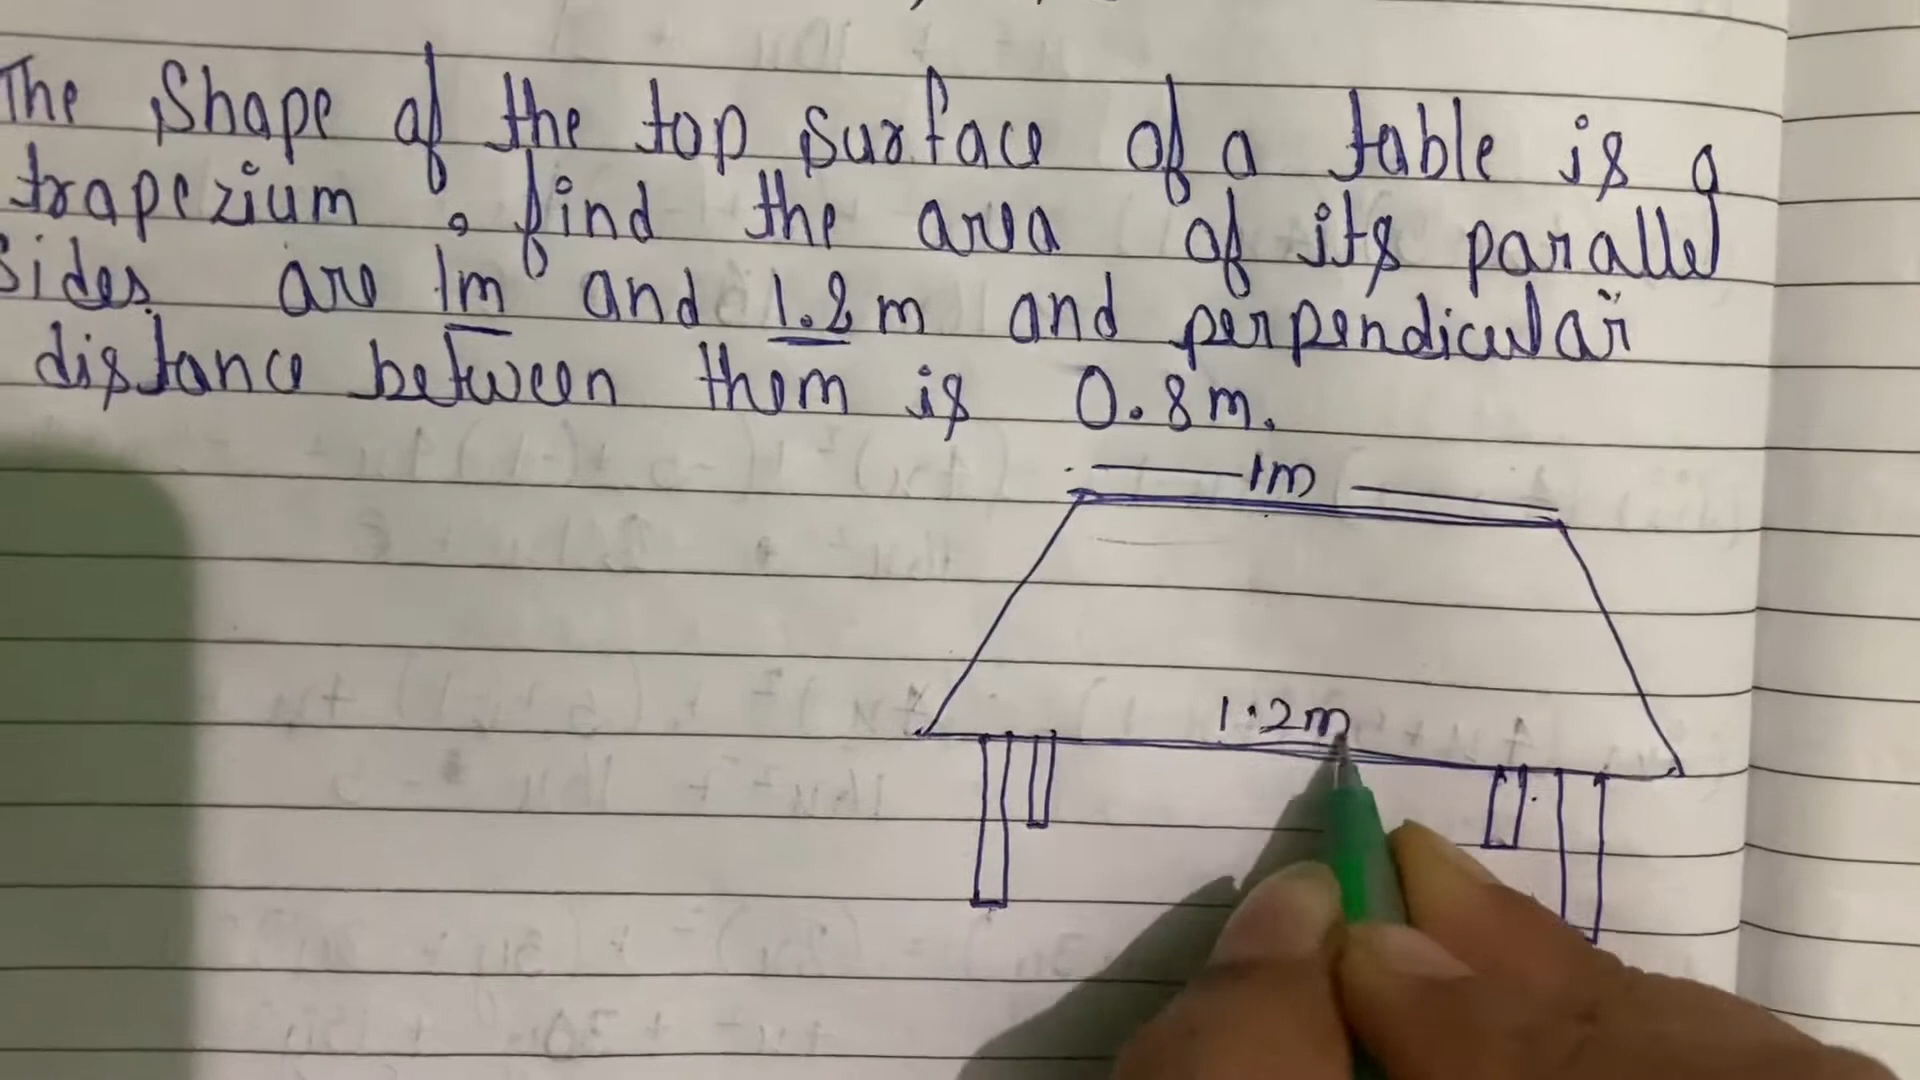 The Shape of the top surface of a table is a
trapezium, find the area of its parallel
sides are 1m and 1.2 m and perpendicular
distance between them is 0.8m.
1m
1.2m